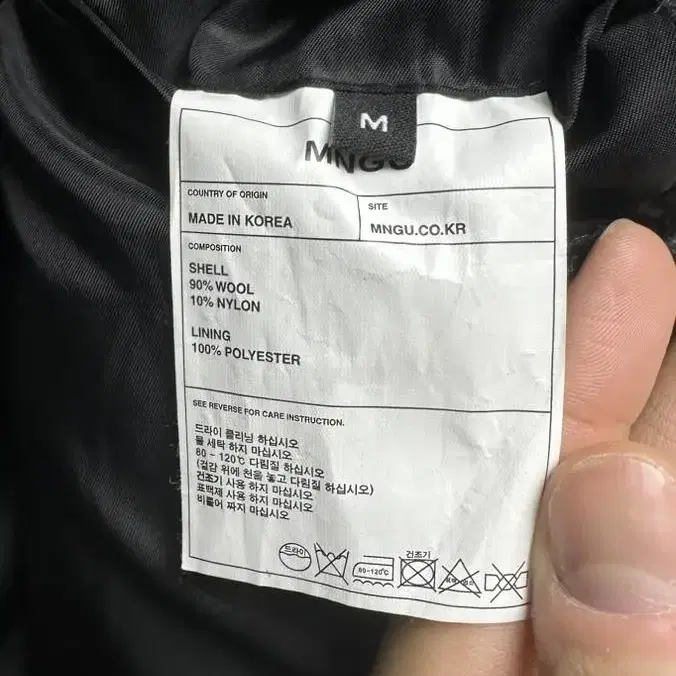 M
MNGU
COUNTRY OF ORIGIN
MADE IN KOREA
SITE
MNGU.CO.KR
COMPOSITION
SHELL
90% WOOL
10% NYLON
LINING
100% POLYESTER
SEE REVERSE FOR CARE INSTRUCTION.
드라이 클리닝 하십시오
물 세탁 하지 마십시오
80 ~ 120℃ 다림질 하십시오
(겉감 위에 천을 놓고 다림질 하십시오)
건조기 사용 하지 마십시오
표백제 사용 하지 마십시오
비틀어 짜지 마십시오
드라이
80~120℃
건조기